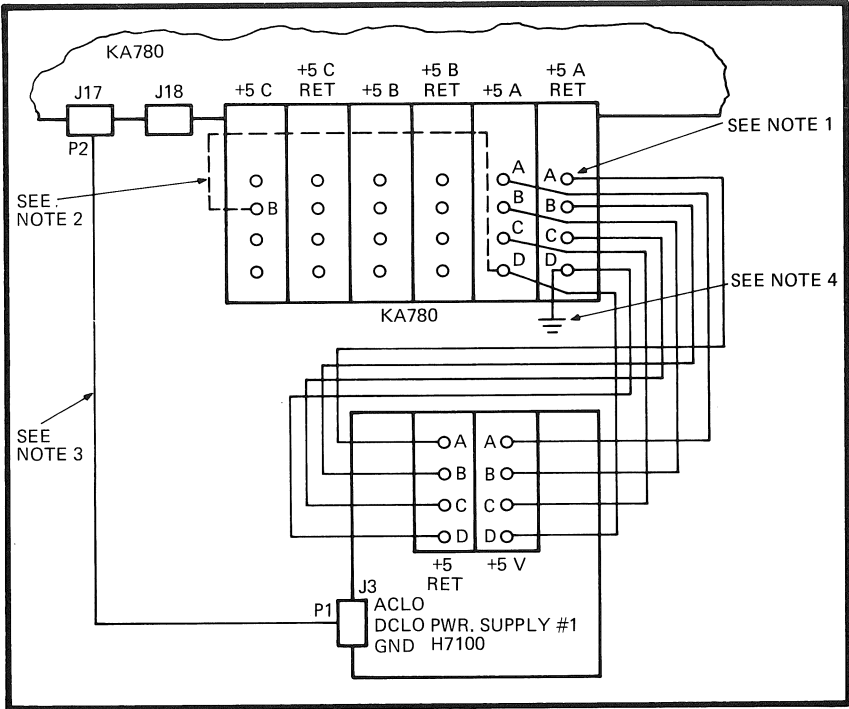 KA780
J17
J18
P2
+5 C
+5 C
RET
+5 B
+5 B
RET
+5 A
+5 A
RET
SEE NOTE 1
A
A
B
B
C
C
D
D
B
SEE.
NOTE 2
SEE NOTE 4
KA780
SEE
NOTE 3
A
A
B
B
C
C
D
D
+5
RET
+5 V
J3
P1
ACLO
DCLO PWR. SUPPLY #1
GND H7100